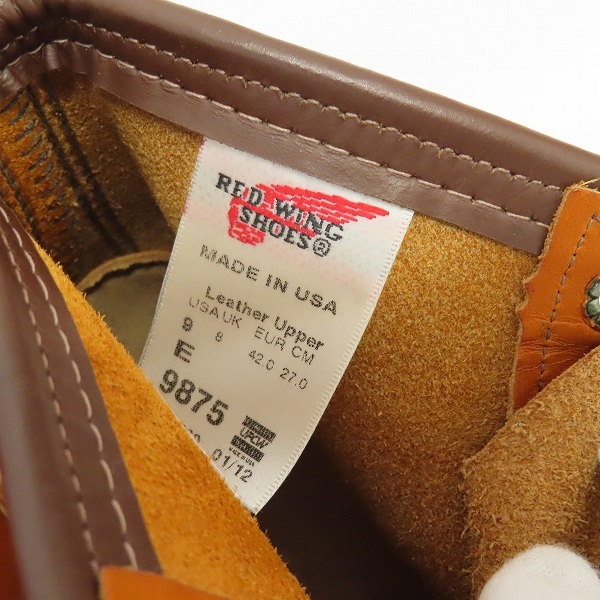 RED WING
SHOES®
MADE IN USA
Leather Upper
USA UK EUR CM
9 8 42.0 27.0
E
9875
UPCW
01/12